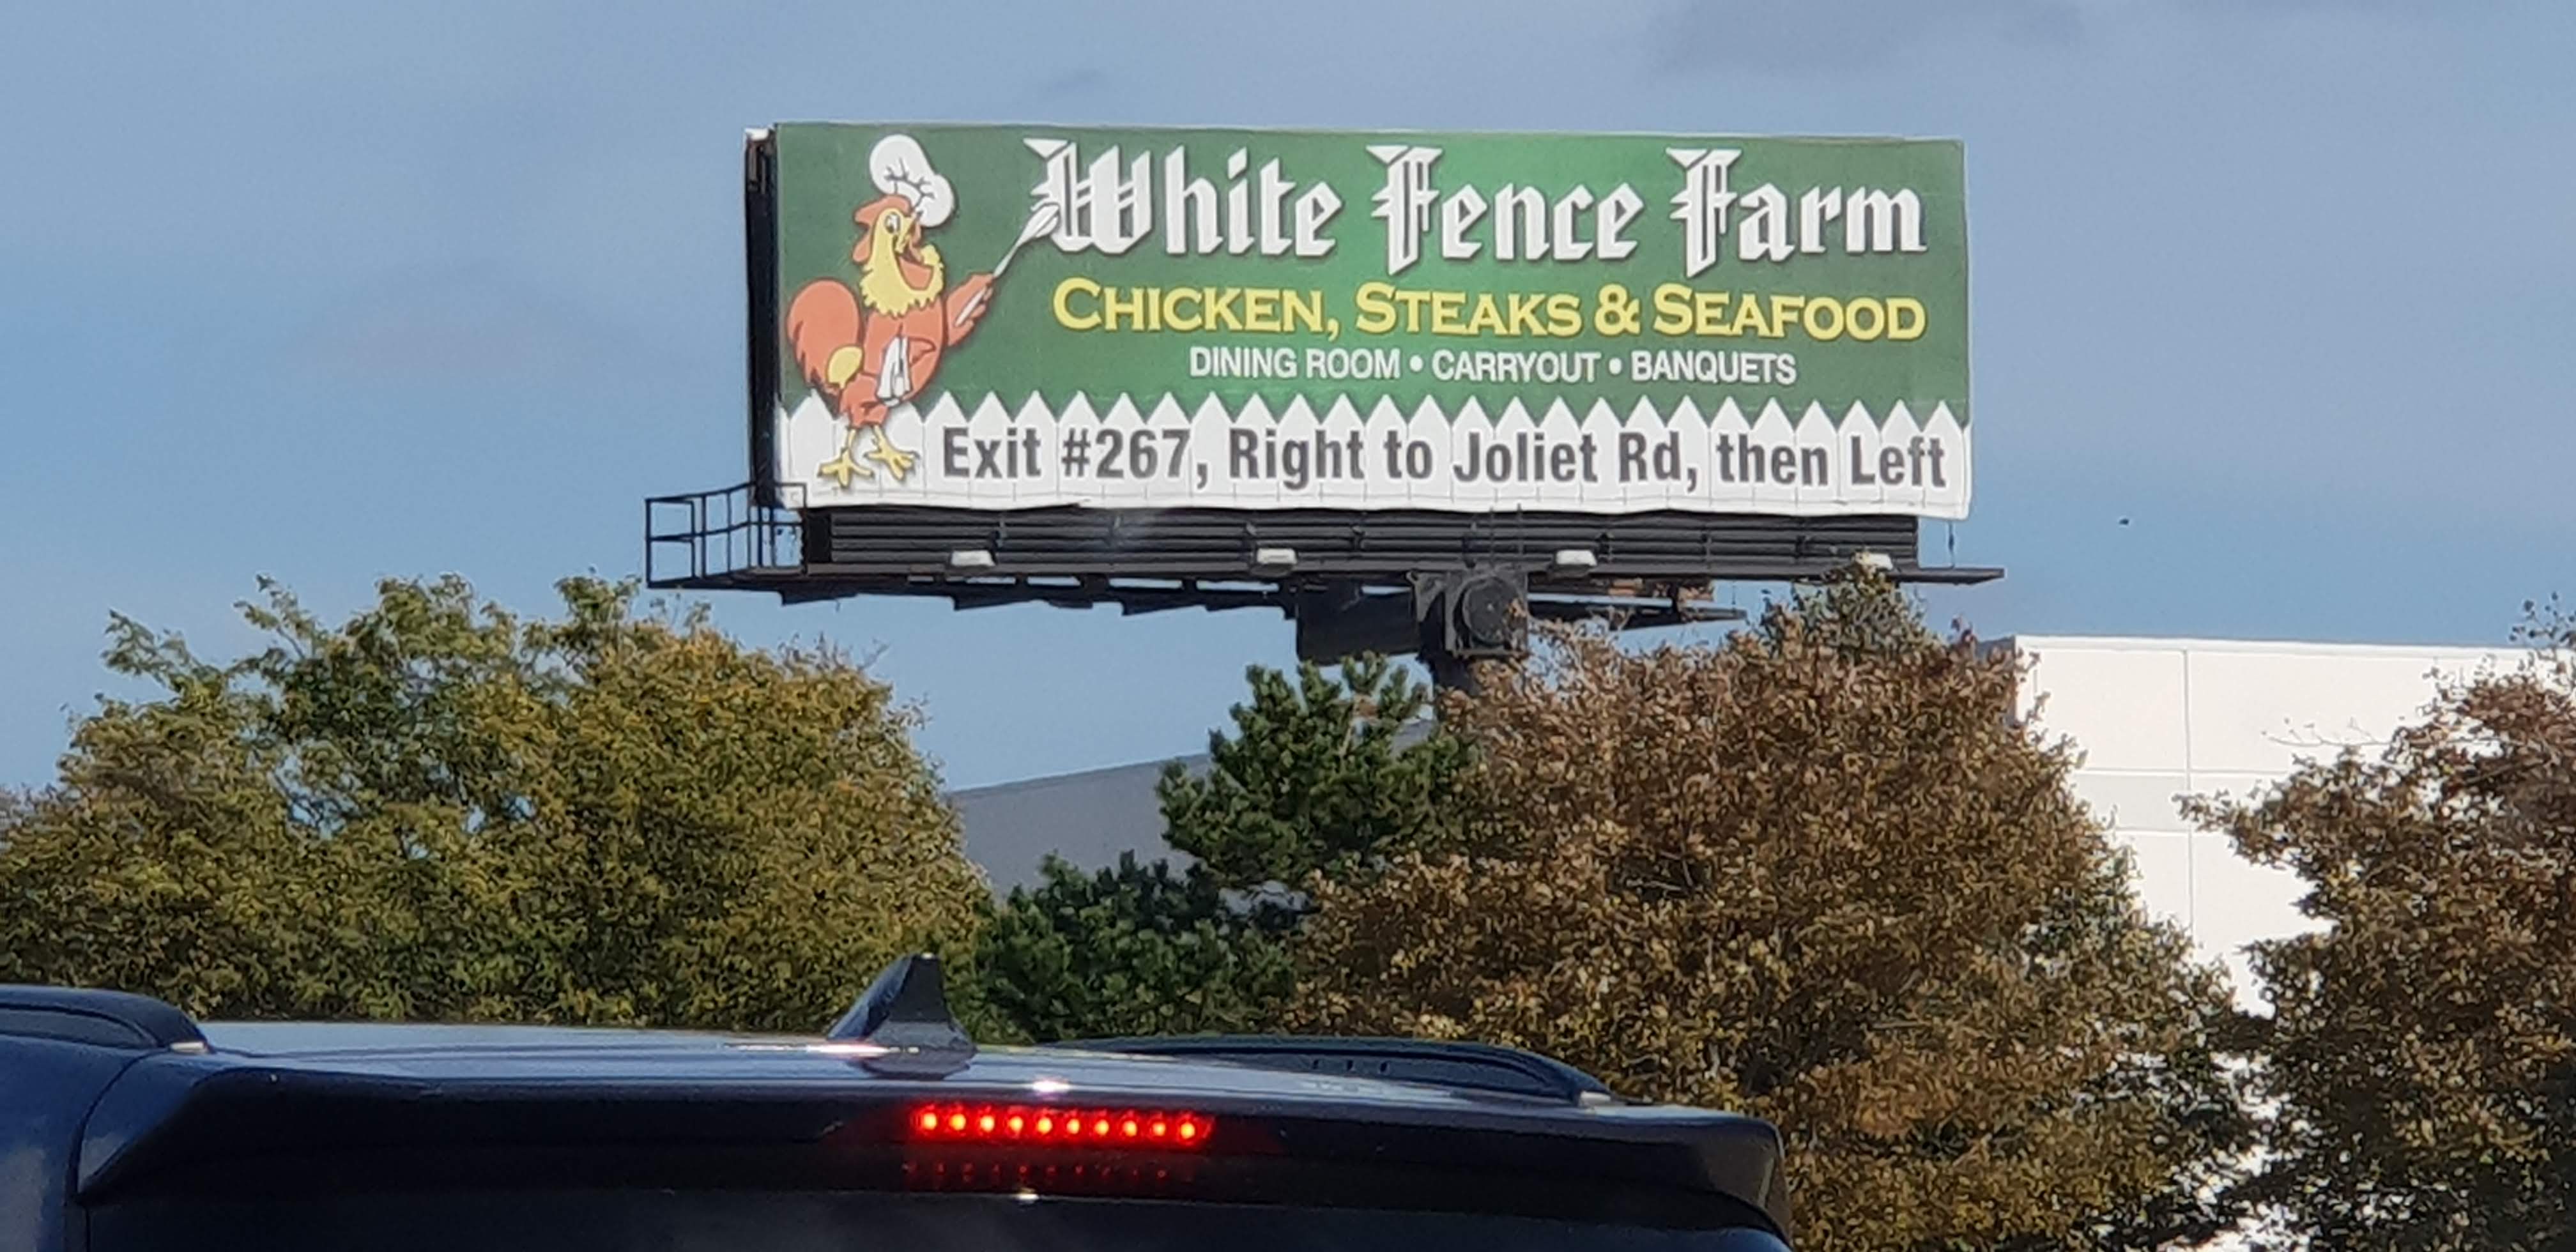 White Fence Farm
CHICKEN, STEAKS & SEAFOOD
DINING ROOM • CARRYOUT • BANQUETS
Exit #267, Right to Joliet Rd, then Left